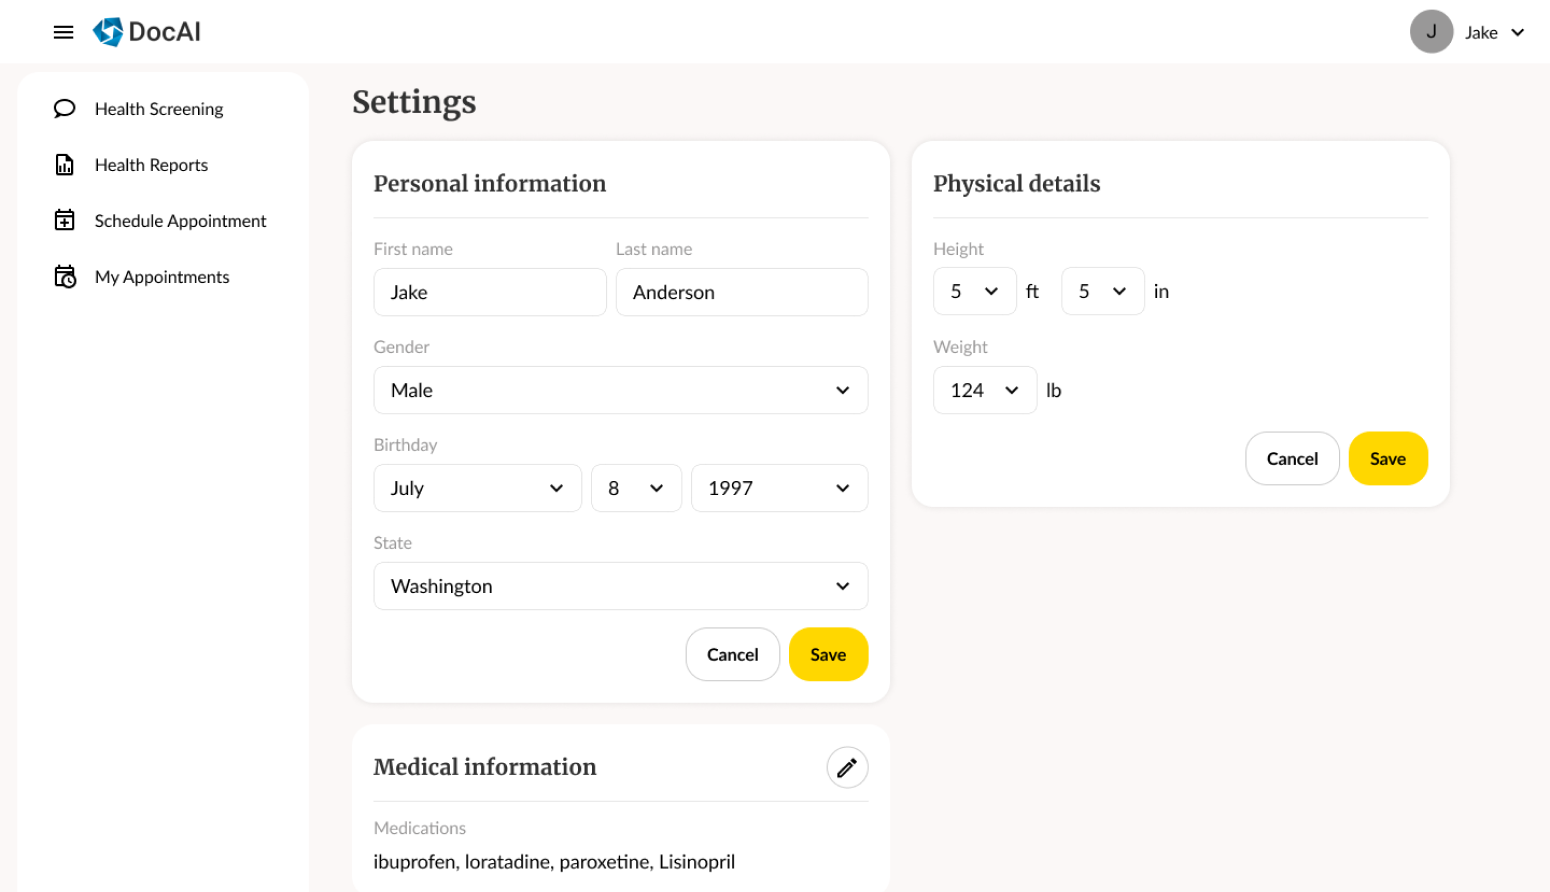 DocAI
J
Jake
Health Screening
Health Reports
Schedule Appointment
My Appointments
Settings
Personal information
First name
Last name
Jake
Anderson
Gender
Male
Birthday
July
8
1997
State
Washington
Cancel
Save
Physical details
Height
5 ft 5 in
Weight
124 lb
Cancel
Save
Medical information
Medications
ibuprofen, loratadine, paroxetine, Lisinopril